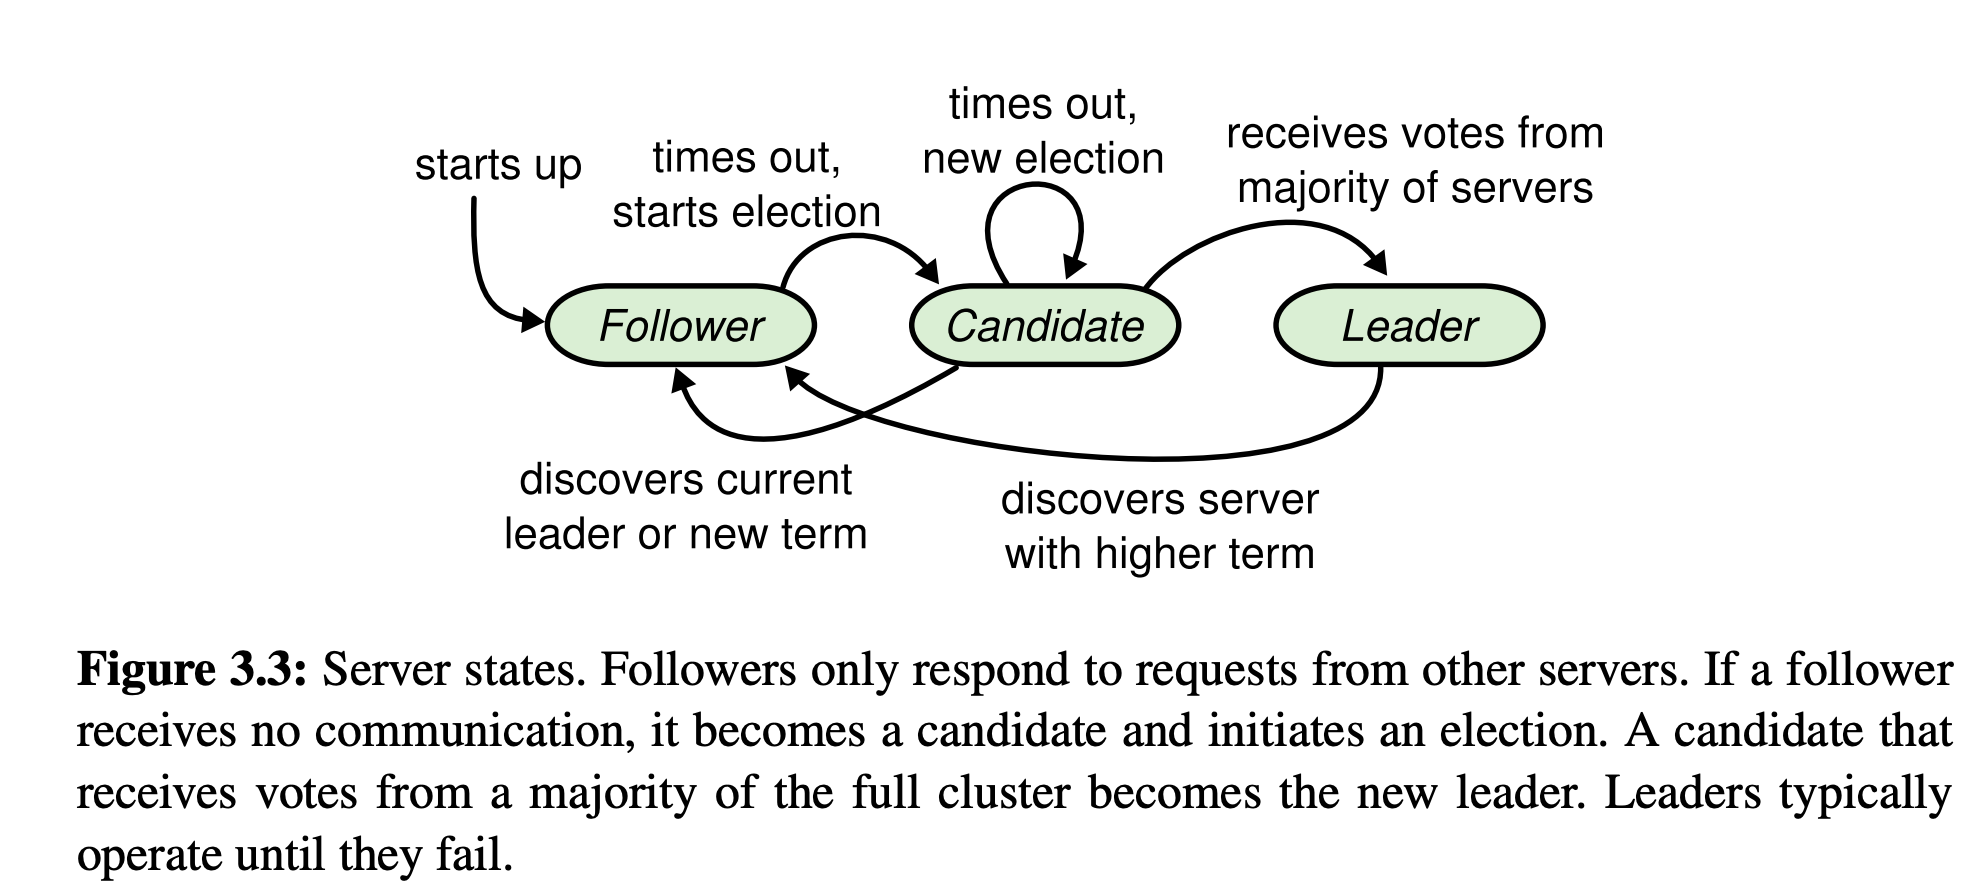 starts up
times out,
starts election
times out,
new election
receives votes from
majority of servers
Follower
Candidate
Leader
discovers current
leader or new term
discovers server
with higher term
Figure 3.3: Server states. Followers only respond to requests from other servers. If a follower
receives no communication, it becomes a candidate and initiates an election. A candidate that
receives votes from a majority of the full cluster becomes the new leader. Leaders typically
operate until they fail.